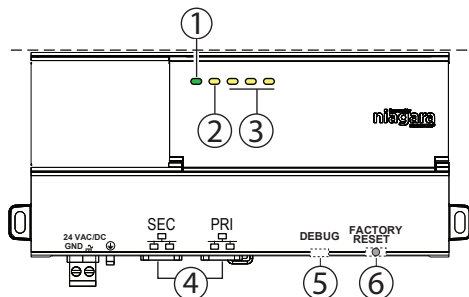 1
2
3
niagara
24 VAC/DC
GND
SEC
PRI
DEBUG
FACTORY
RESET
4
5
6